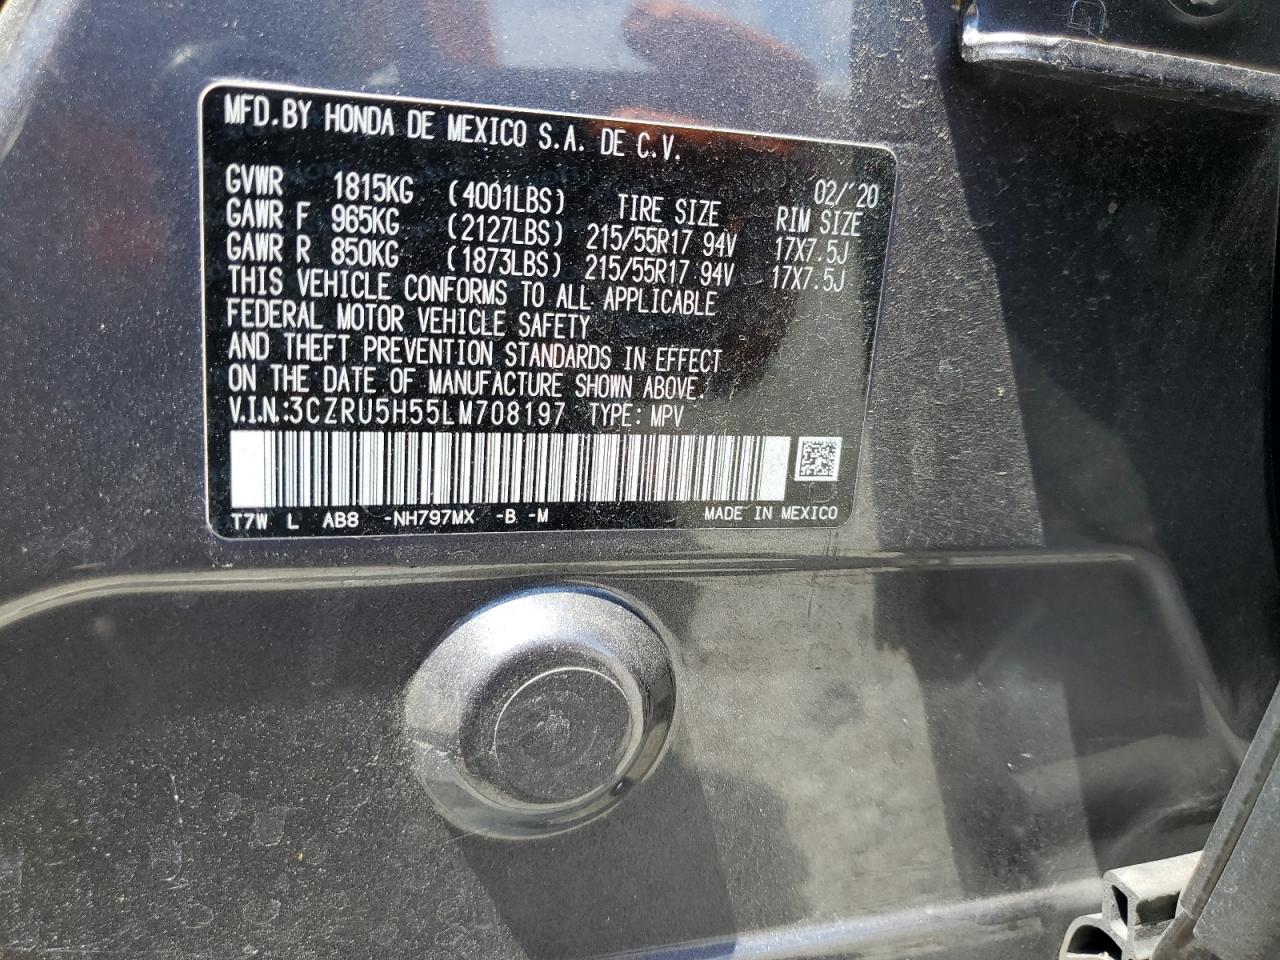 MFD.BY HONDA DE MEXICO S.A. DE C.V.
02/'20
GVWR 1815KG (4001LBS) TIRE SIZE RIM SIZE
GAWR F 965KG (2127LBS) 215/55R17 94V 17X7.5J
GAWR R 850KG (1873LBS) 215/55R17 94V 17X7.5J
THIS VEHICLE CONFORMS TO ALL APPLICABLE
FEDERAL MOTOR VEHICLE SAFETY
AND THEFT PREVENTION STANDARDS IN EFFECT
ON THE DATE OF MANUFACTURE SHOWN ABOVE.
V.I.N.:3CZRU5H55LM708197 TYPE: MPV
T7W L AB8 -NH797MX -B -M MADE IN MEXICO